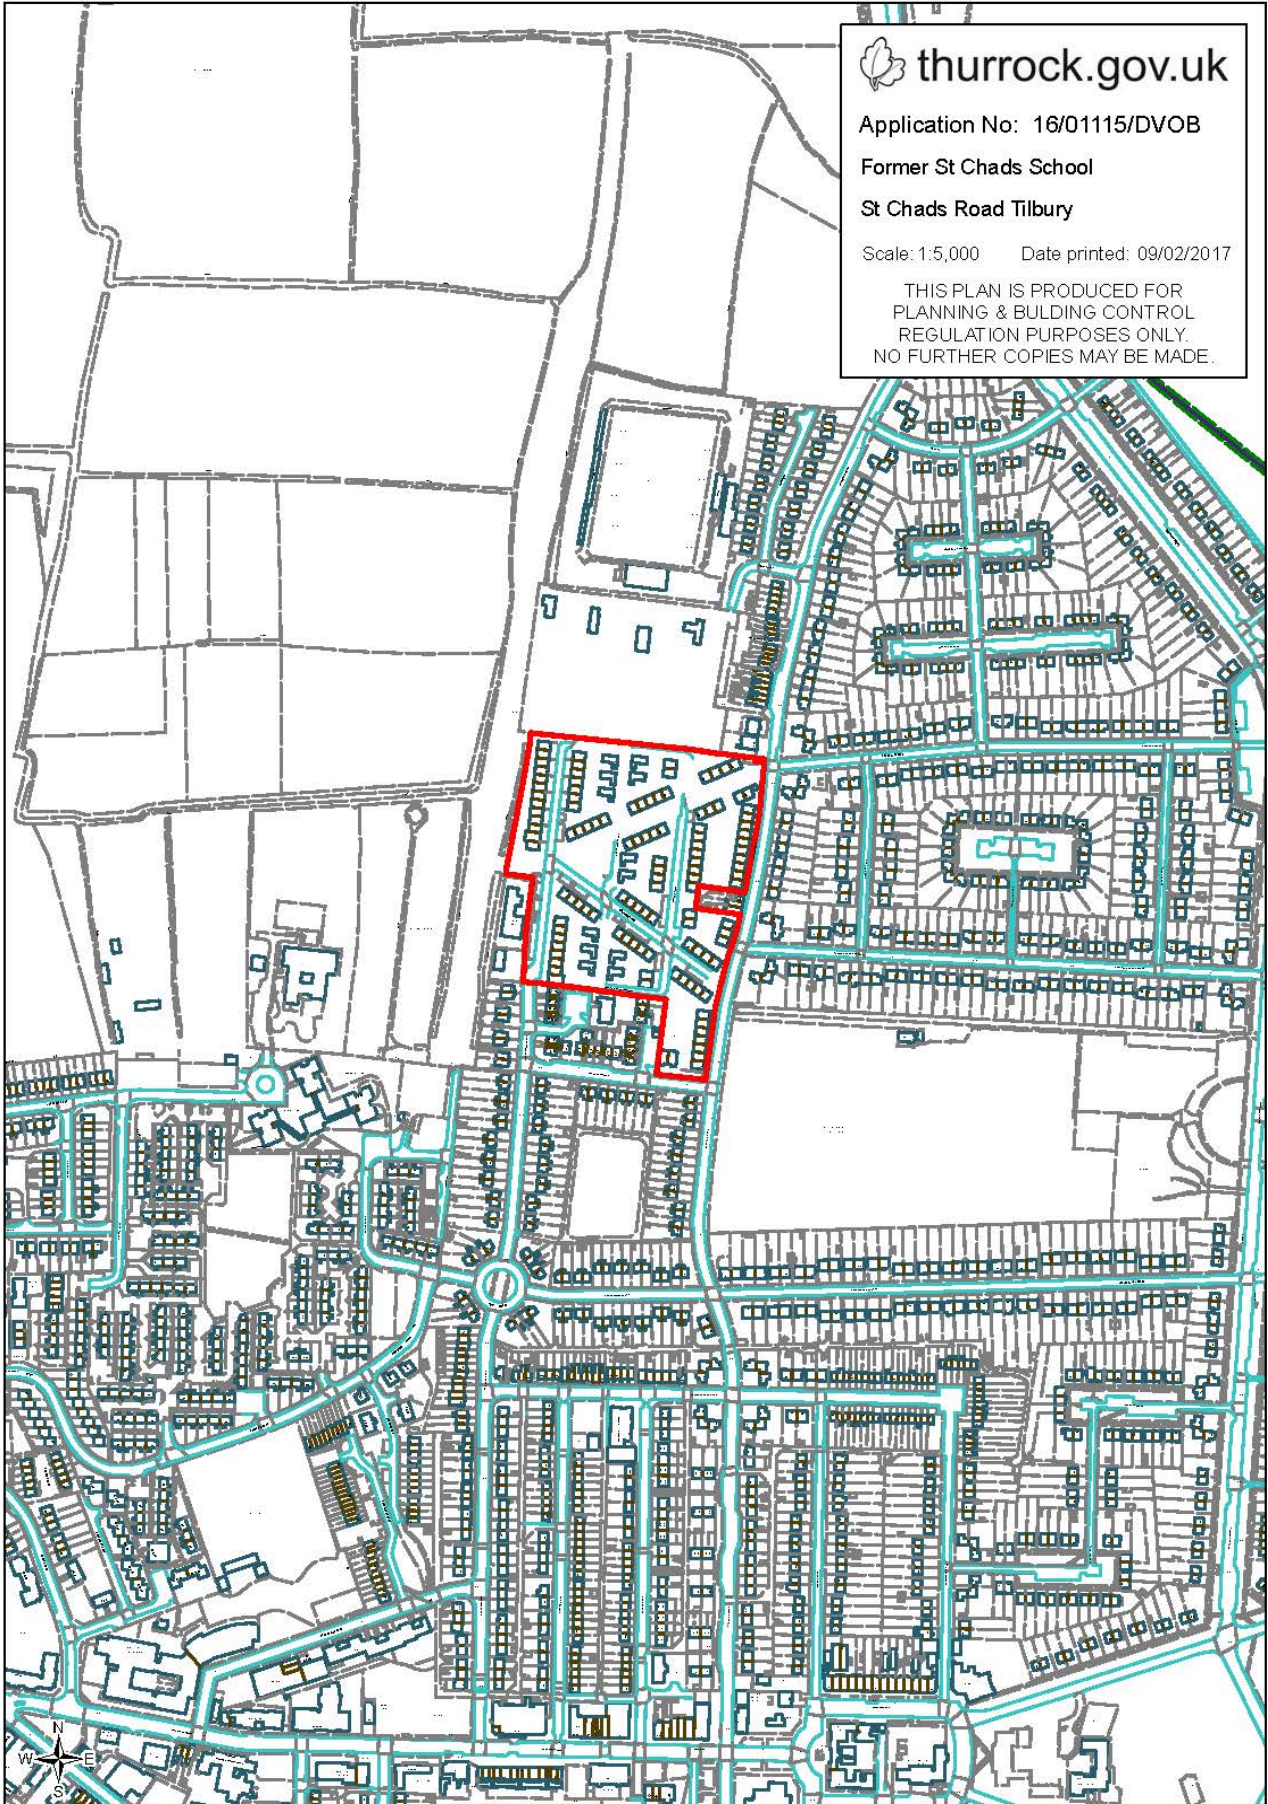 thurrock.gov.uk
Application No: 16/01115/DVOB
Former St Chads School
St Chads Road Tilbury
Scale: 1:5,000 Date printed: 09/02/2017
THIS PLAN IS PRODUCED FOR
PLANNING & BULDING CONTROL
REGULATION PURPOSES ONLY.
NO FURTHER COPIES MAY BE MADE.
N
W E
S